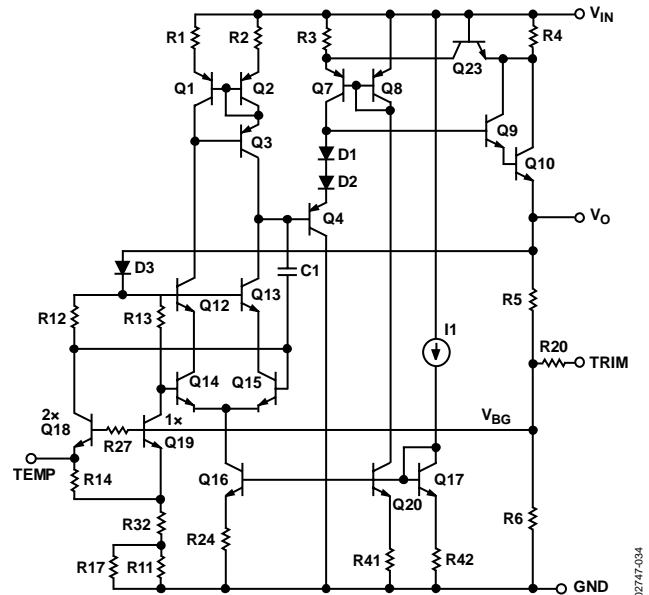 V_IN
R1
R2
R3
R4
Q23
Q1
Q2
Q7
Q8
Q3
Q9
D1
Q10
D2
Q4
V_O
D3
C1
Q12
Q13
R5
R12
R13
I1
R20
TRIM
Q14
Q15
2×
1×
V_BG
Q18
R27
Q19
TEMP
R14
Q16
Q17
Q20
R32
R24
R6
R17
R11
R41
R42
GND
02747-034